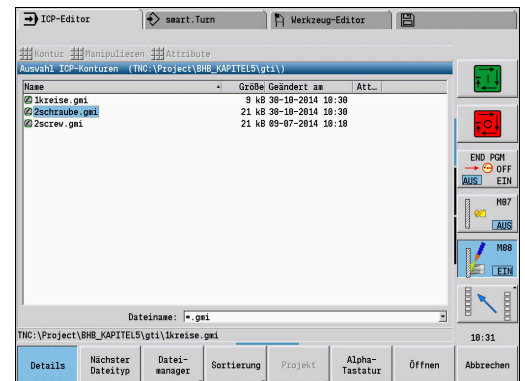 ICP-Editor smart.Turn Werkzeug-Editor
Kontur Manipulieren Attribute
Auswahl ICP-Konturen (TNC:\Project\BHB_KAPITEL5\gti\)
Name Größe Geändert am Att…
1kreise.gmi 9 kB 30-10-2014 10:30
2schraube.gmi 21 kB 30-10-2014 10:30
2screw.gmi 21 kB 09-07-2014 10:18
END PGM
OFF
AUS EIN
M07
AUS
M08
EIN
Dateiname: *.gmi
TNC:\Project\BHB_KAPITEL5\gti\1kreise.gmi
10:31
Details
Nächster Dateityp
Datei-manager
Sortierung
Projekt
Alpha-Tastatur
Öffnen
Abbrechen